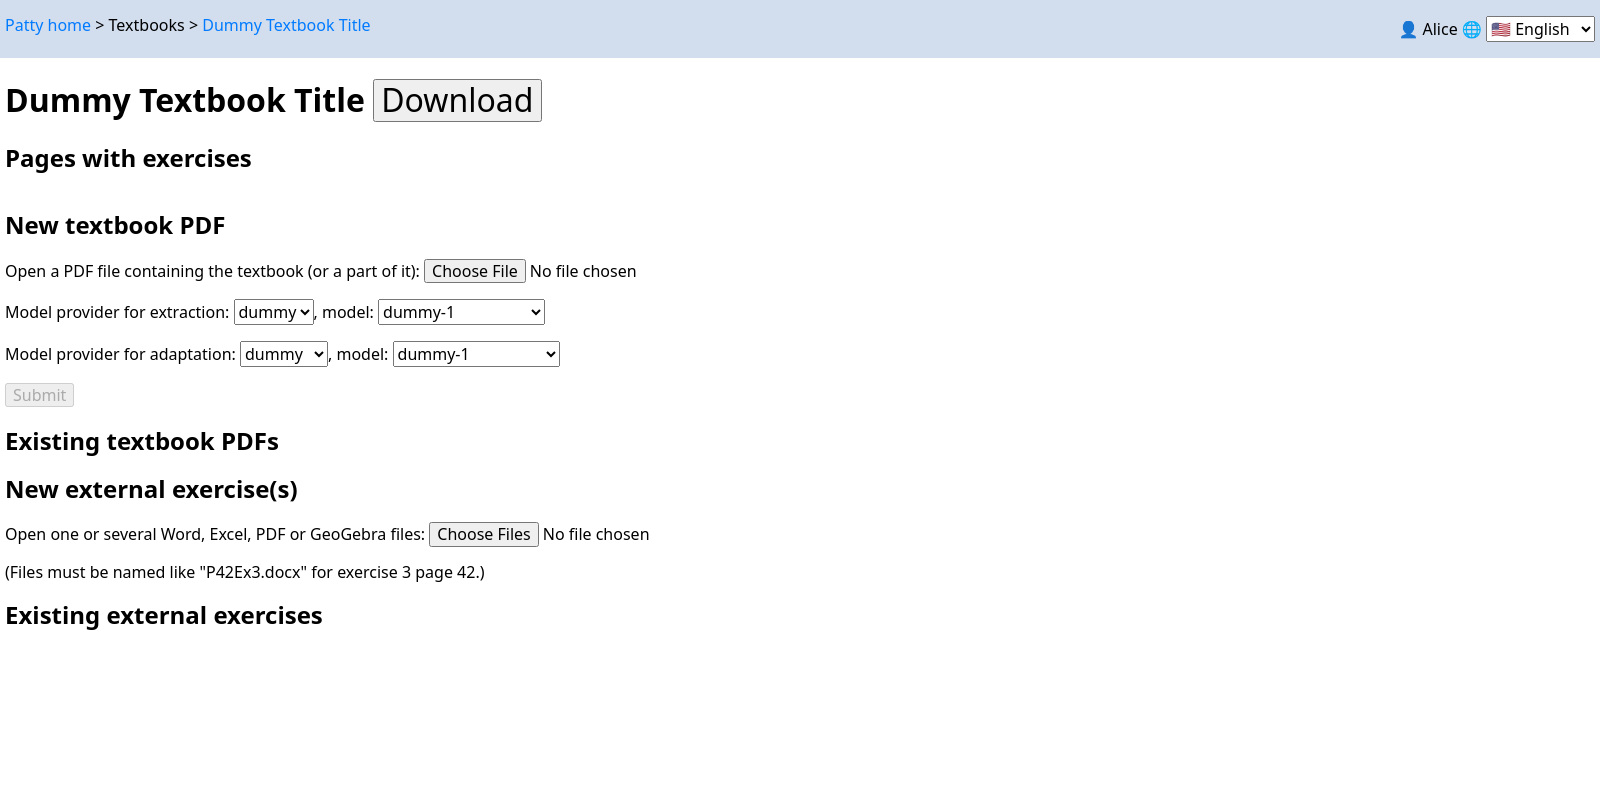 Patty home > Textbooks > Dummy Textbook Title
👤 Alice 🌐 🇺🇸 English
Dummy Textbook Title Download
Pages with exercises
New textbook PDF
Open a PDF file containing the textbook (or a part of it): Choose File No file chosen
Model provider for extraction: dummy, model: dummy-1
Model provider for adaptation: dummy, model: dummy-1
Submit
Existing textbook PDFs
New external exercise(s)
Open one or several Word, Excel, PDF or GeoGebra files: Choose Files No file chosen
(Files must be named like "P42Ex3.docx" for exercise 3 page 42.)
Existing external exercises